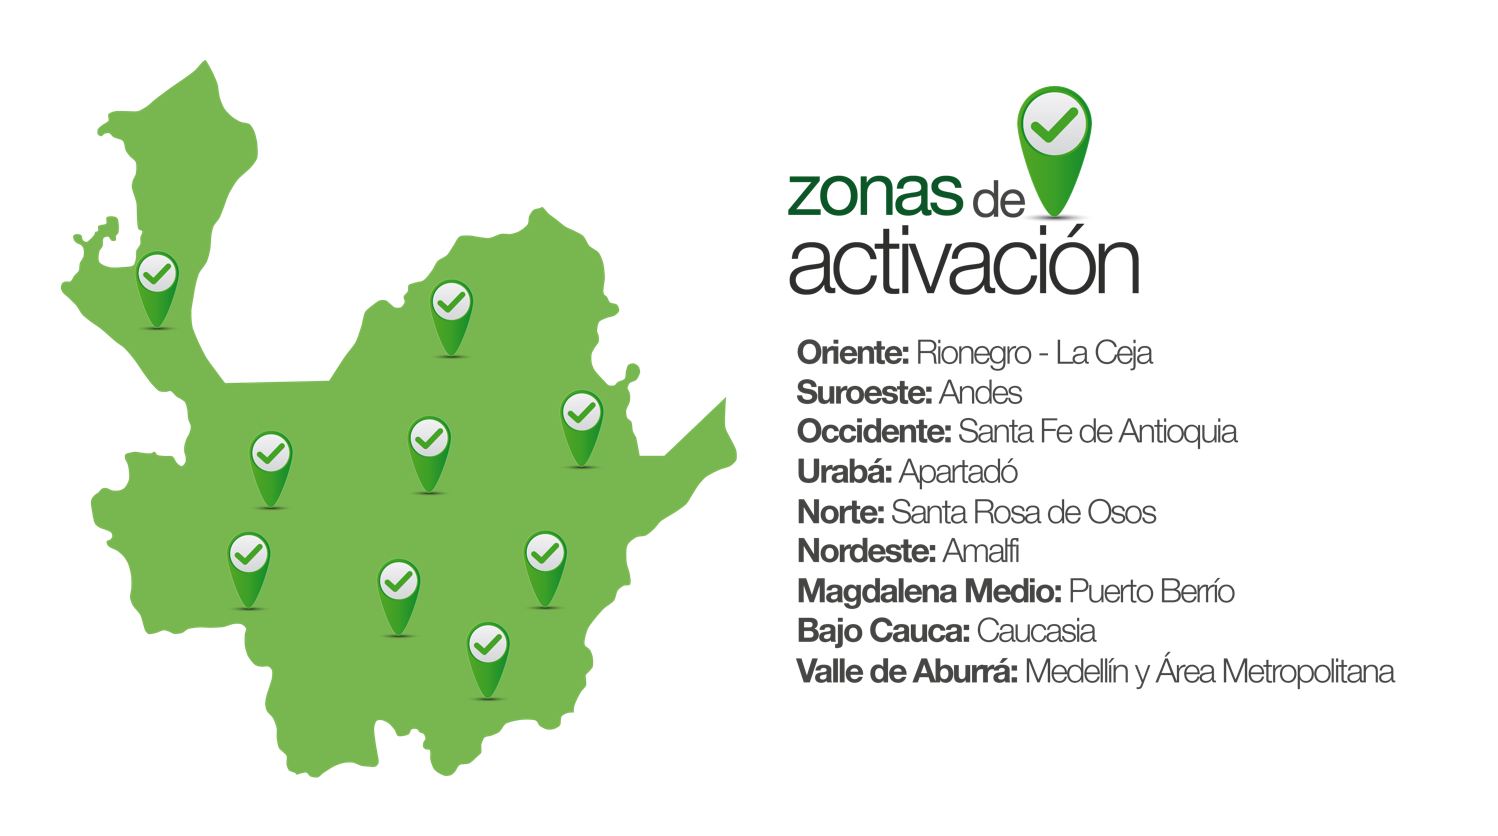 zonas de
activación
Oriente: Rionegro - La Ceja
Suroeste: Andes
Occidente: Santa Fe de Antioquia
Urabá: Apartadó
Norte: Santa Rosa de Osos
Nordeste: Amalfi
Magdalena Medio: Puerto Berrío
Bajo Cauca: Caucasia
Valle de Aburrá: Medellín y Área Metropolitana